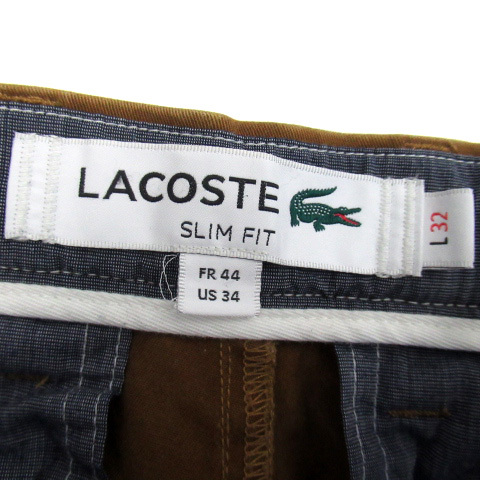 LACOSTE
SLIM FIT
FR 44
US 34
L 32